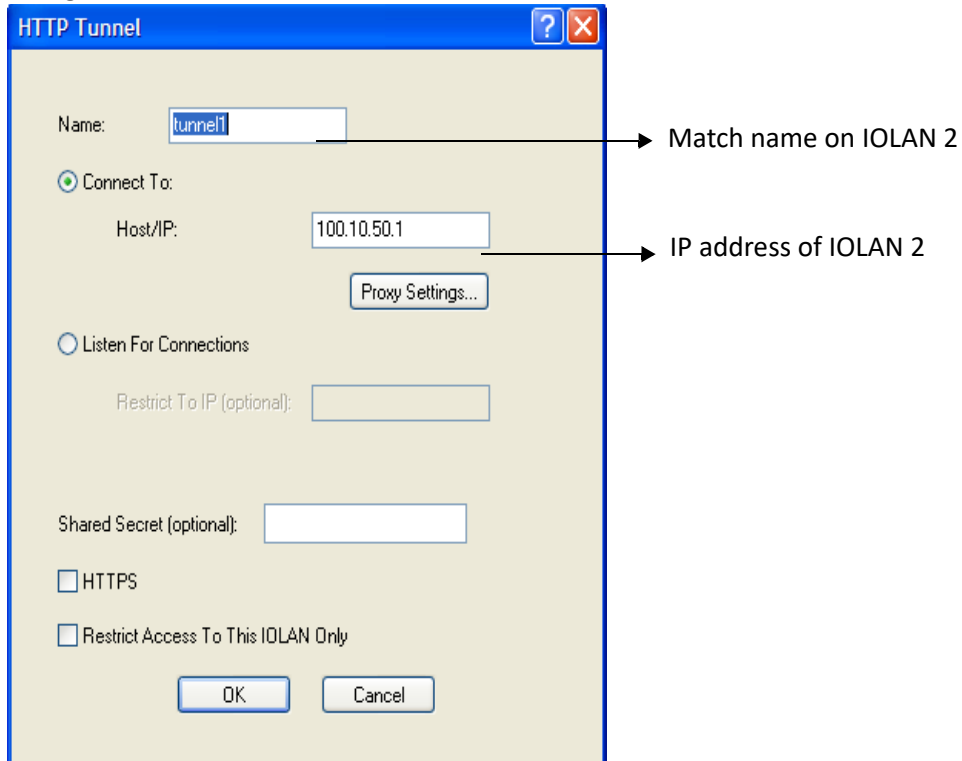 HTTP Tunnel
Name: tunnel1
Match name on IOLAN 2
Connect To:
Host/IP: 100.10.50.1
IP address of IOLAN 2
Proxy Settings...
Listen For Connections
Restrict To IP (optional):
Shared Secret (optional):
HTTPS
Restrict Access To This IOLAN Only
OK Cancel